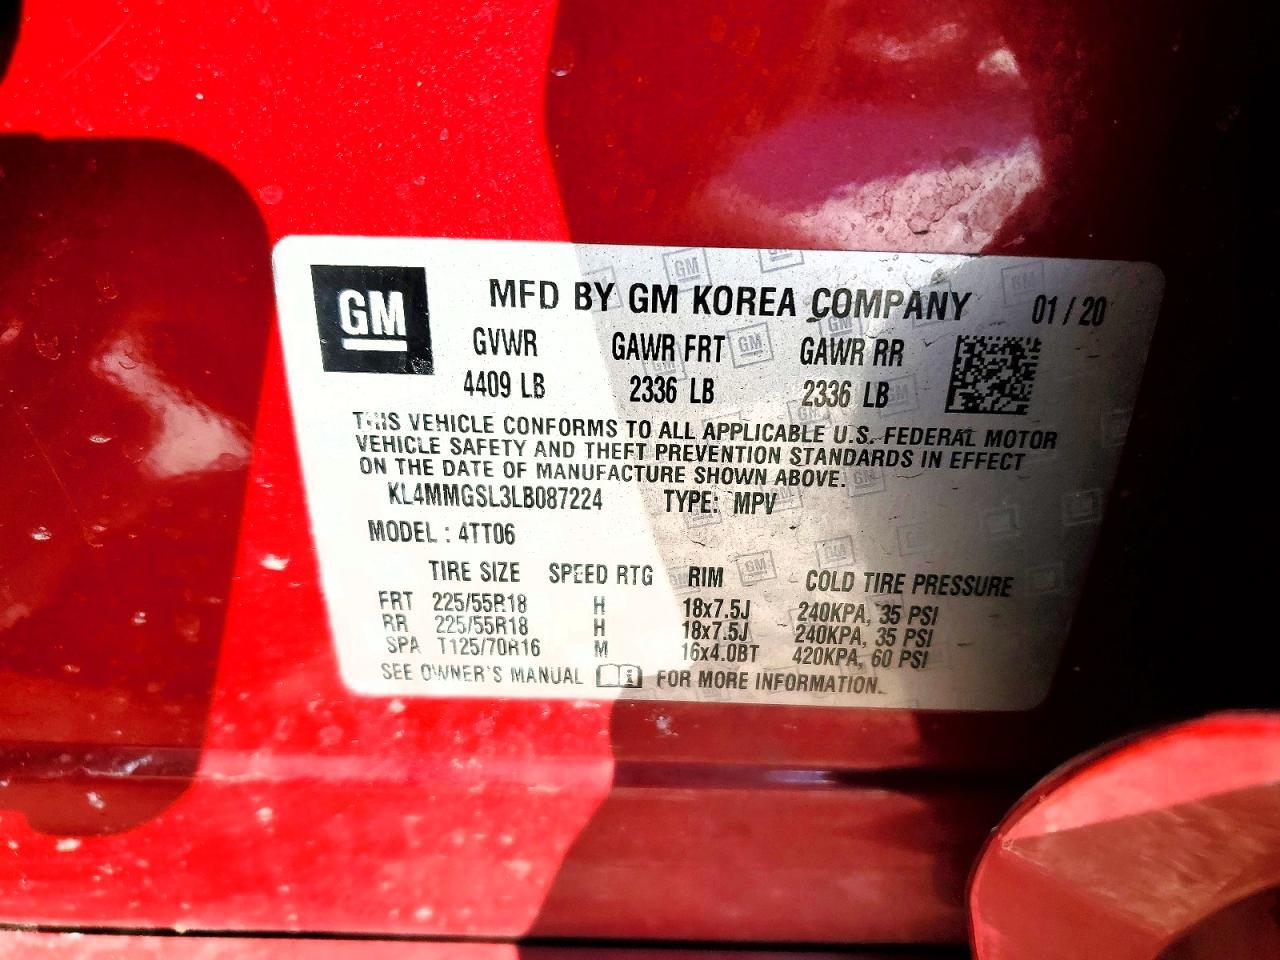 GM
MFD BY GM KOREA COMPANY 01 / 20
GVWR GAWR FRT GAWR RR
4409 LB 2336 LB 2336 LB
THIS VEHICLE CONFORMS TO ALL APPLICABLE U.S. FEDERAL MOTOR
VEHICLE SAFETY AND THEFT PREVENTION STANDARDS IN EFFECT
ON THE DATE OF MANUFACTURE SHOWN ABOVE.
KL4MMGSL3LB087224 TYPE: MPV
MODEL : 4TT06
TIRE SIZE SPEED RTG RIM COLD TIRE PRESSURE
FRT 225/55R18 H 18x7.5J 240KPA, 35 PSI
RR 225/55R18 H 18x7.5J 240KPA, 35 PSI
SPA T125/70R16 M 16x4.0BT 420KPA, 60 PSI
SEE OWNER'S MANUAL FOR MORE INFORMATION.